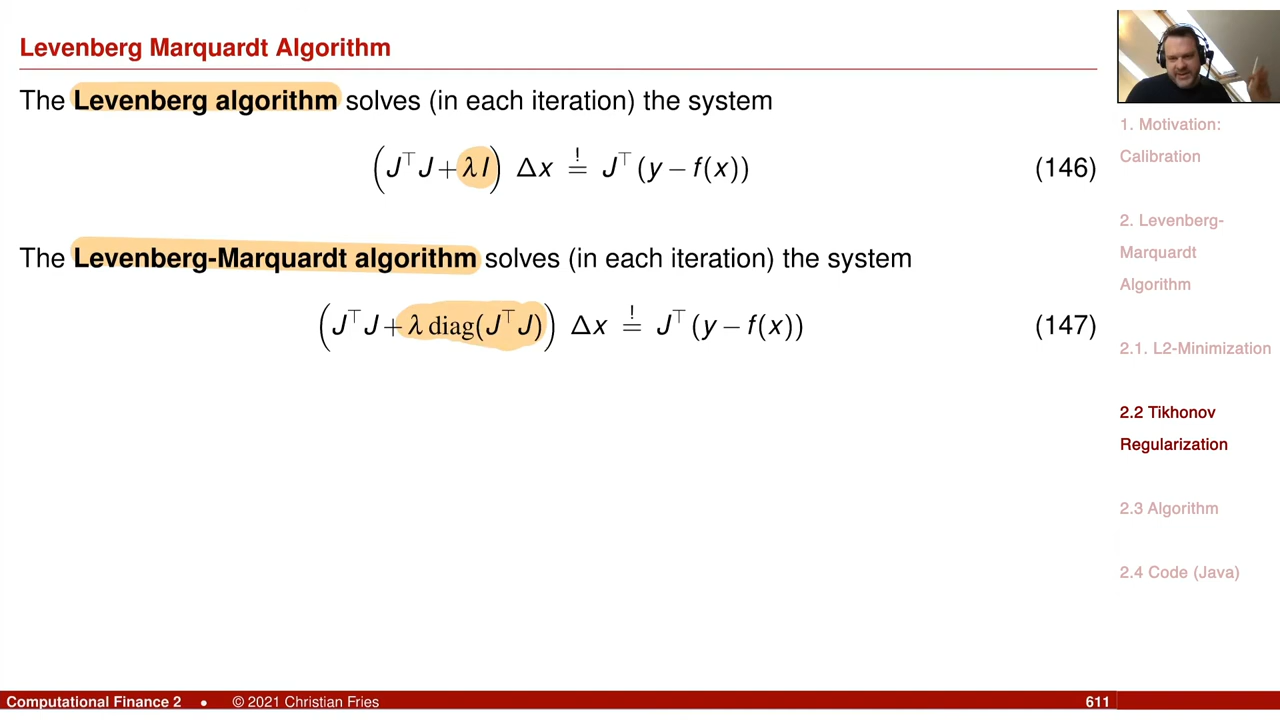 Levenberg Marquardt Algorithm
The Levenberg algorithm solves (in each iteration) the system
(J⊤J + λI) Δx =! J⊤(y − f(x)) (146)
The Levenberg-Marquardt algorithm solves (in each iteration) the system
(J⊤J + λ diag(J⊤J)) Δx =! J⊤(y − f(x)) (147)
1. Motivation:
Calibration
2. Levenberg-
Marquardt
Algorithm
2.1. L2-Minimization
2.2 Tikhonov
Regularization
2.3 Algorithm
2.4 Code (Java)
Computational Finance 2 • © 2021 Christian Fries 611